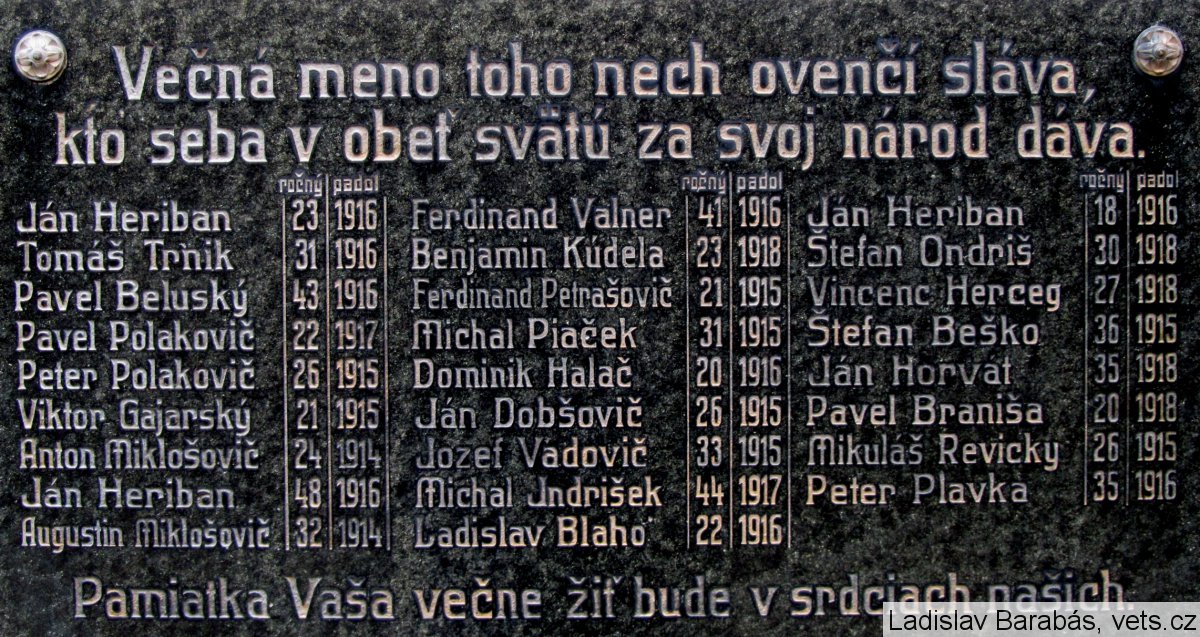 Večná meno toho nech ovenčí sláva,
kto seba v obeť svätú za svoj národ dáva.
ročný padol ročný padol ročný padol
Ján Heriban 23 1916 Ferdinand Valner 41 1916 Ján Heriban 18 1916
Tomáš Trnik 31 1916 Benjamin Kúdela 23 1918 Štefan Ondriš 30 1918
Pavel Beluský 43 1916 Ferdinand Petrašovič 21 1915 Vincenc Herceg 27 1918
Pavel Polakovič 22 1917 Michal Piaček 31 1915 Štefan Beško 36 1915
Peter Polakovič 26 1915 Dominik Halač 20 1916 Ján Horvát 35 1918
Viktor Gajarský 21 1915 Ján Dobšovič 26 1915 Pavel Braniša 20 1918
Anton Miklošovič 24 1914 Jozef Vadovič 33 1915 Mikuláš Revicky 26 1915
Ján Heriban 48 1916 Michal Jndrišek 44 1917 Peter Plavka 35 1916
Augustin Miklošovič 32 1914 Ladislav Blaho 22 1916
Pamiatka Vaša večne žiť bude v srdciach našich.
Ladislav Barabás, vets.cz